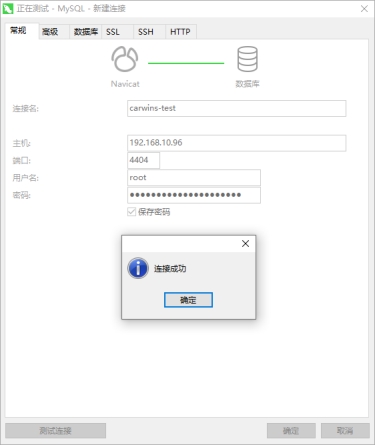 正在测试 - MySQL - 新建连接
常规 高级 数据库 SSL SSH HTTP
Navicat 数据库
连接名: carwins-test
主机: 192.168.10.96
端口: 4404
用户名: root
密码: ●●●●●●●●●●●●●●●●●●●●●
保存密码
连接成功
确定
测试连接 确定 取消